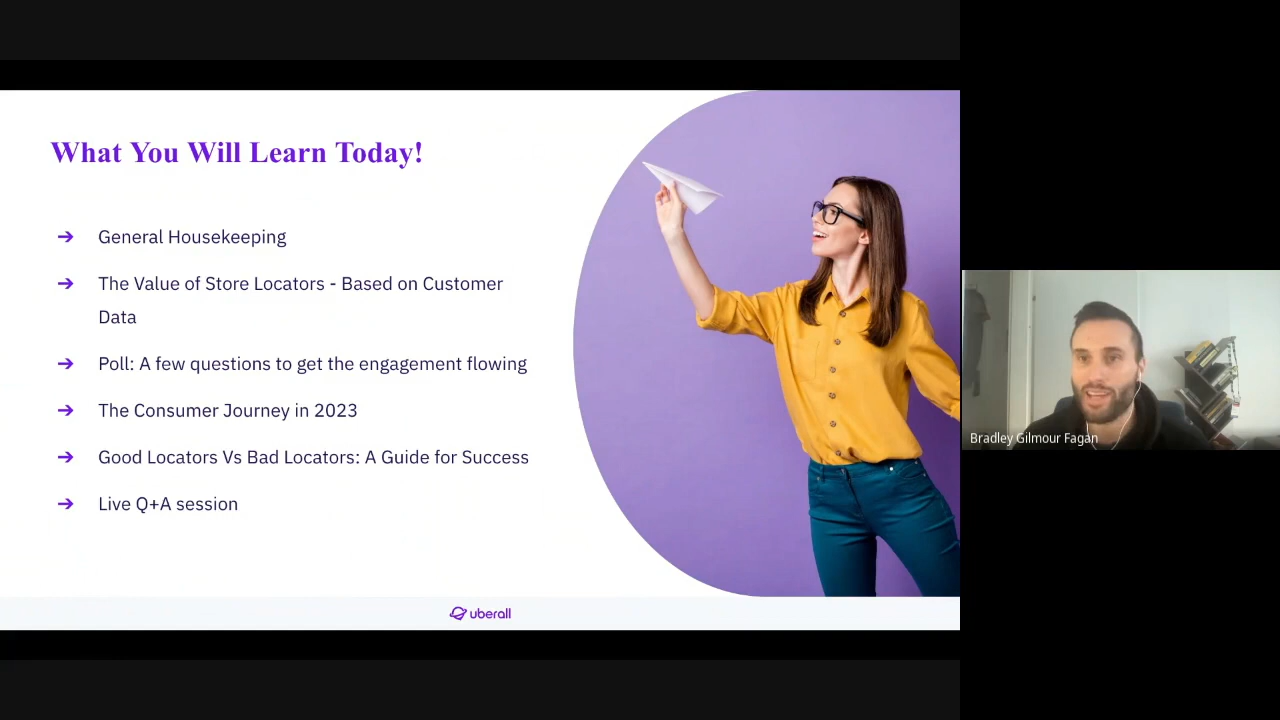 What You Will Learn Today!
➔ General Housekeeping
➔ The Value of Store Locators - Based on Customer
Data
➔ Poll: A few questions to get the engagement flowing
➔ The Consumer Journey in 2023
➔ Good Locators Vs Bad Locators: A Guide for Success
➔ Live Q+A session
uberall
Bradley Gilmour Fagan